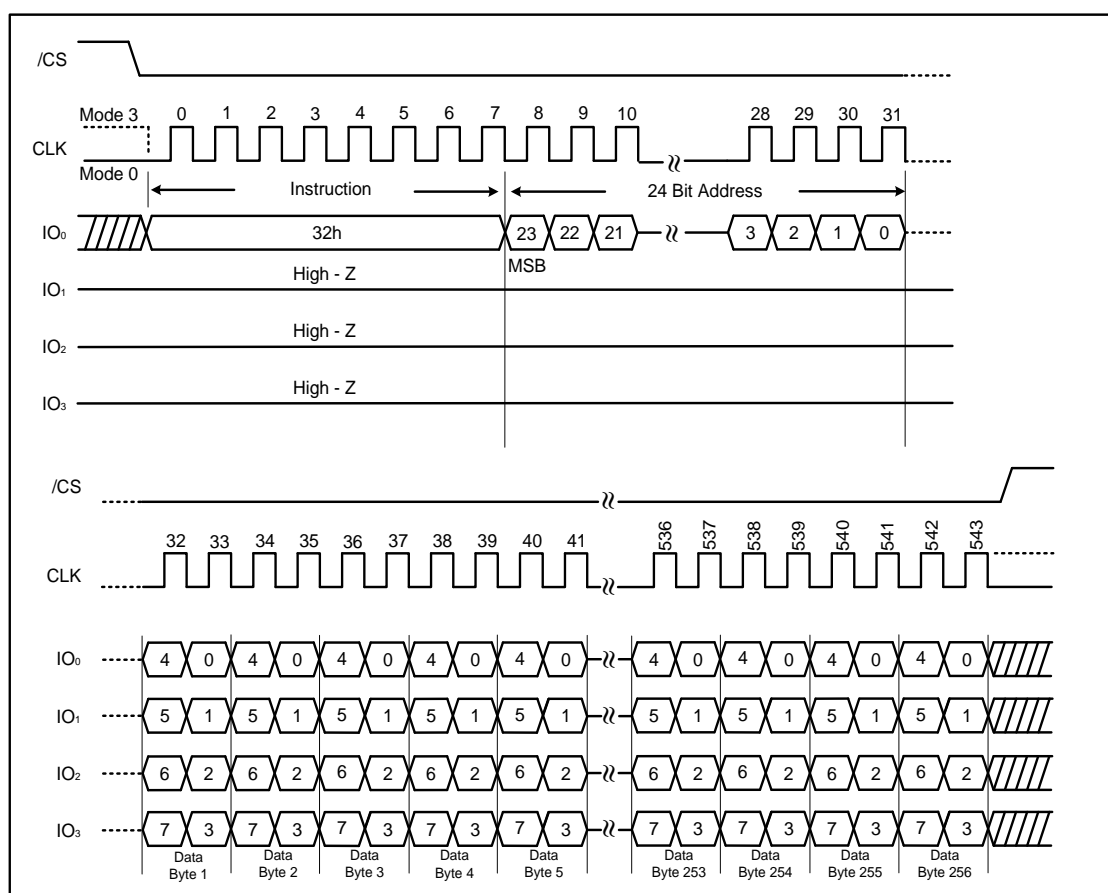 /CS
Mode 3 0 1 2 3 4 5 6 7 8 9 10 28 29 30 31
CLK
Mode 0
Instruction 24 Bit Address
IO₀ 32h 23 22 21 3 2 1 0
MSB
High - Z
IO₁
High - Z
IO₂
High - Z
IO₃
/CS
32 33 34 35 36 37 38 39 40 41 536 537 538 539 540 541 542 543
CLK
IO₀ 4 0 4 0 4 0 4 0 4 0 4 0 4 0 4 0 4 0
IO₁ 5 1 5 1 5 1 5 1 5 1 5 1 5 1 5 1 5 1
IO₂ 6 2 6 2 6 2 6 2 6 2 6 2 6 2 6 2 6 2
IO₃ 7 3 7 3 7 3 7 3 7 3 7 3 7 3 7 3 7 3
Data Data Data Data Data Data Data Data Data
Byte 1 Byte 2 Byte 3 Byte 4 Byte 5 Byte 253 Byte 254 Byte 255 Byte 256